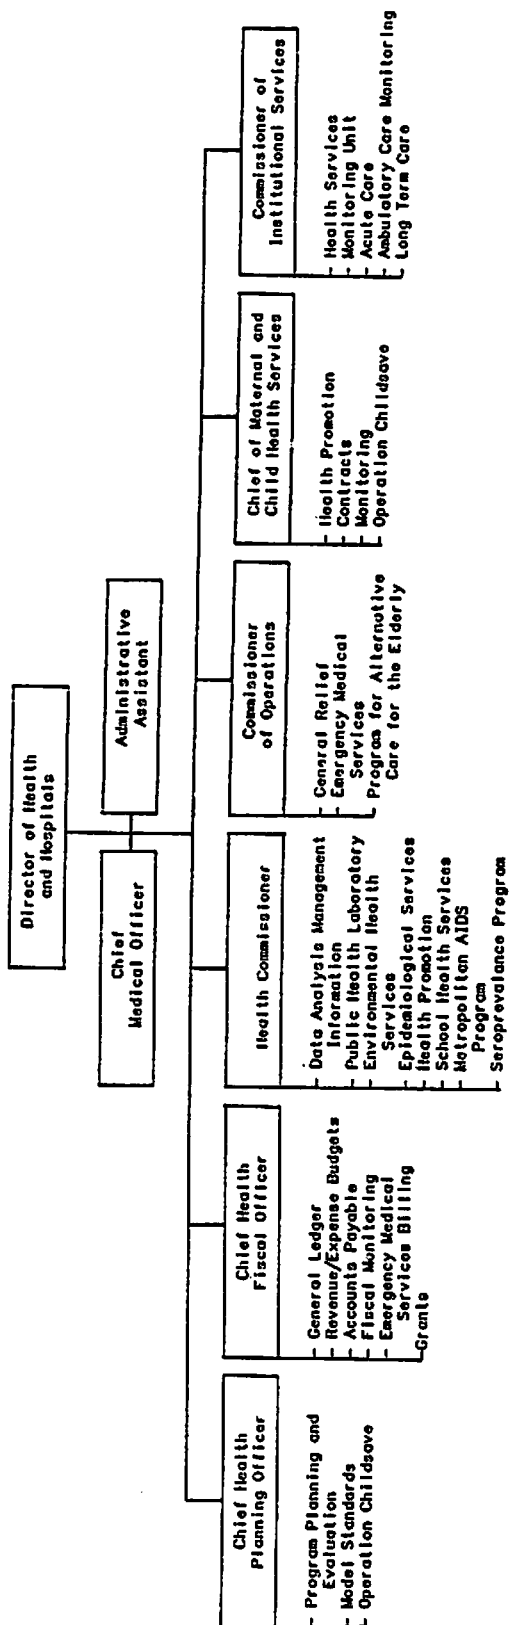 Director of Health
and Hospitals
Chief
Medical Officer
Administrative
Assistant
Chief Health
Planning Officer
Program Planning and
Evaluation
Model Standards
Operation Childsave
Chief Health
Fiscal Officer
General Ledger
Revenue/Expense Budgets
Accounts Payable
Fiscal Monitoring
Emergency Medical
Services Billing
Grants
Health Commissioner
Data Analysis Management
Information
Public Health Laboratory
Environmental Health
Services
Epidemiological Services
Health Promotion
School Health Services
Metropolitan AIDS
Program
Seroprevalance Program
Commissioner
of Operations
General Relief
Emergency Medical
Services
Program for Alternative
Care for the Elderly
Chief of Maternal and
Child Health Services
Health Promotion
Contracts
Monitoring
Operation Childsave
Commissioner of
Institutional Services
Health Services
Monitoring Unit
Acute Care
Ambulatory Care Monitoring
Long Term Care